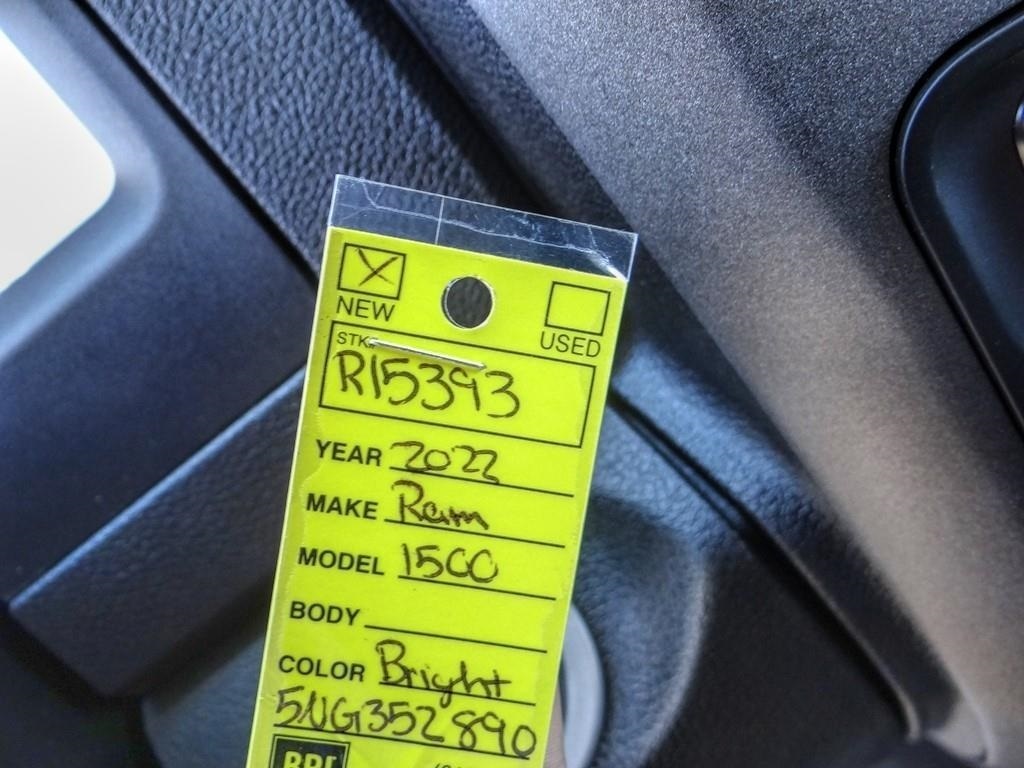 NEW USED
STK.
R15393
YEAR 2022
MAKE Ram
MODEL 1500
BODY
COLOR Bright
5NG352890